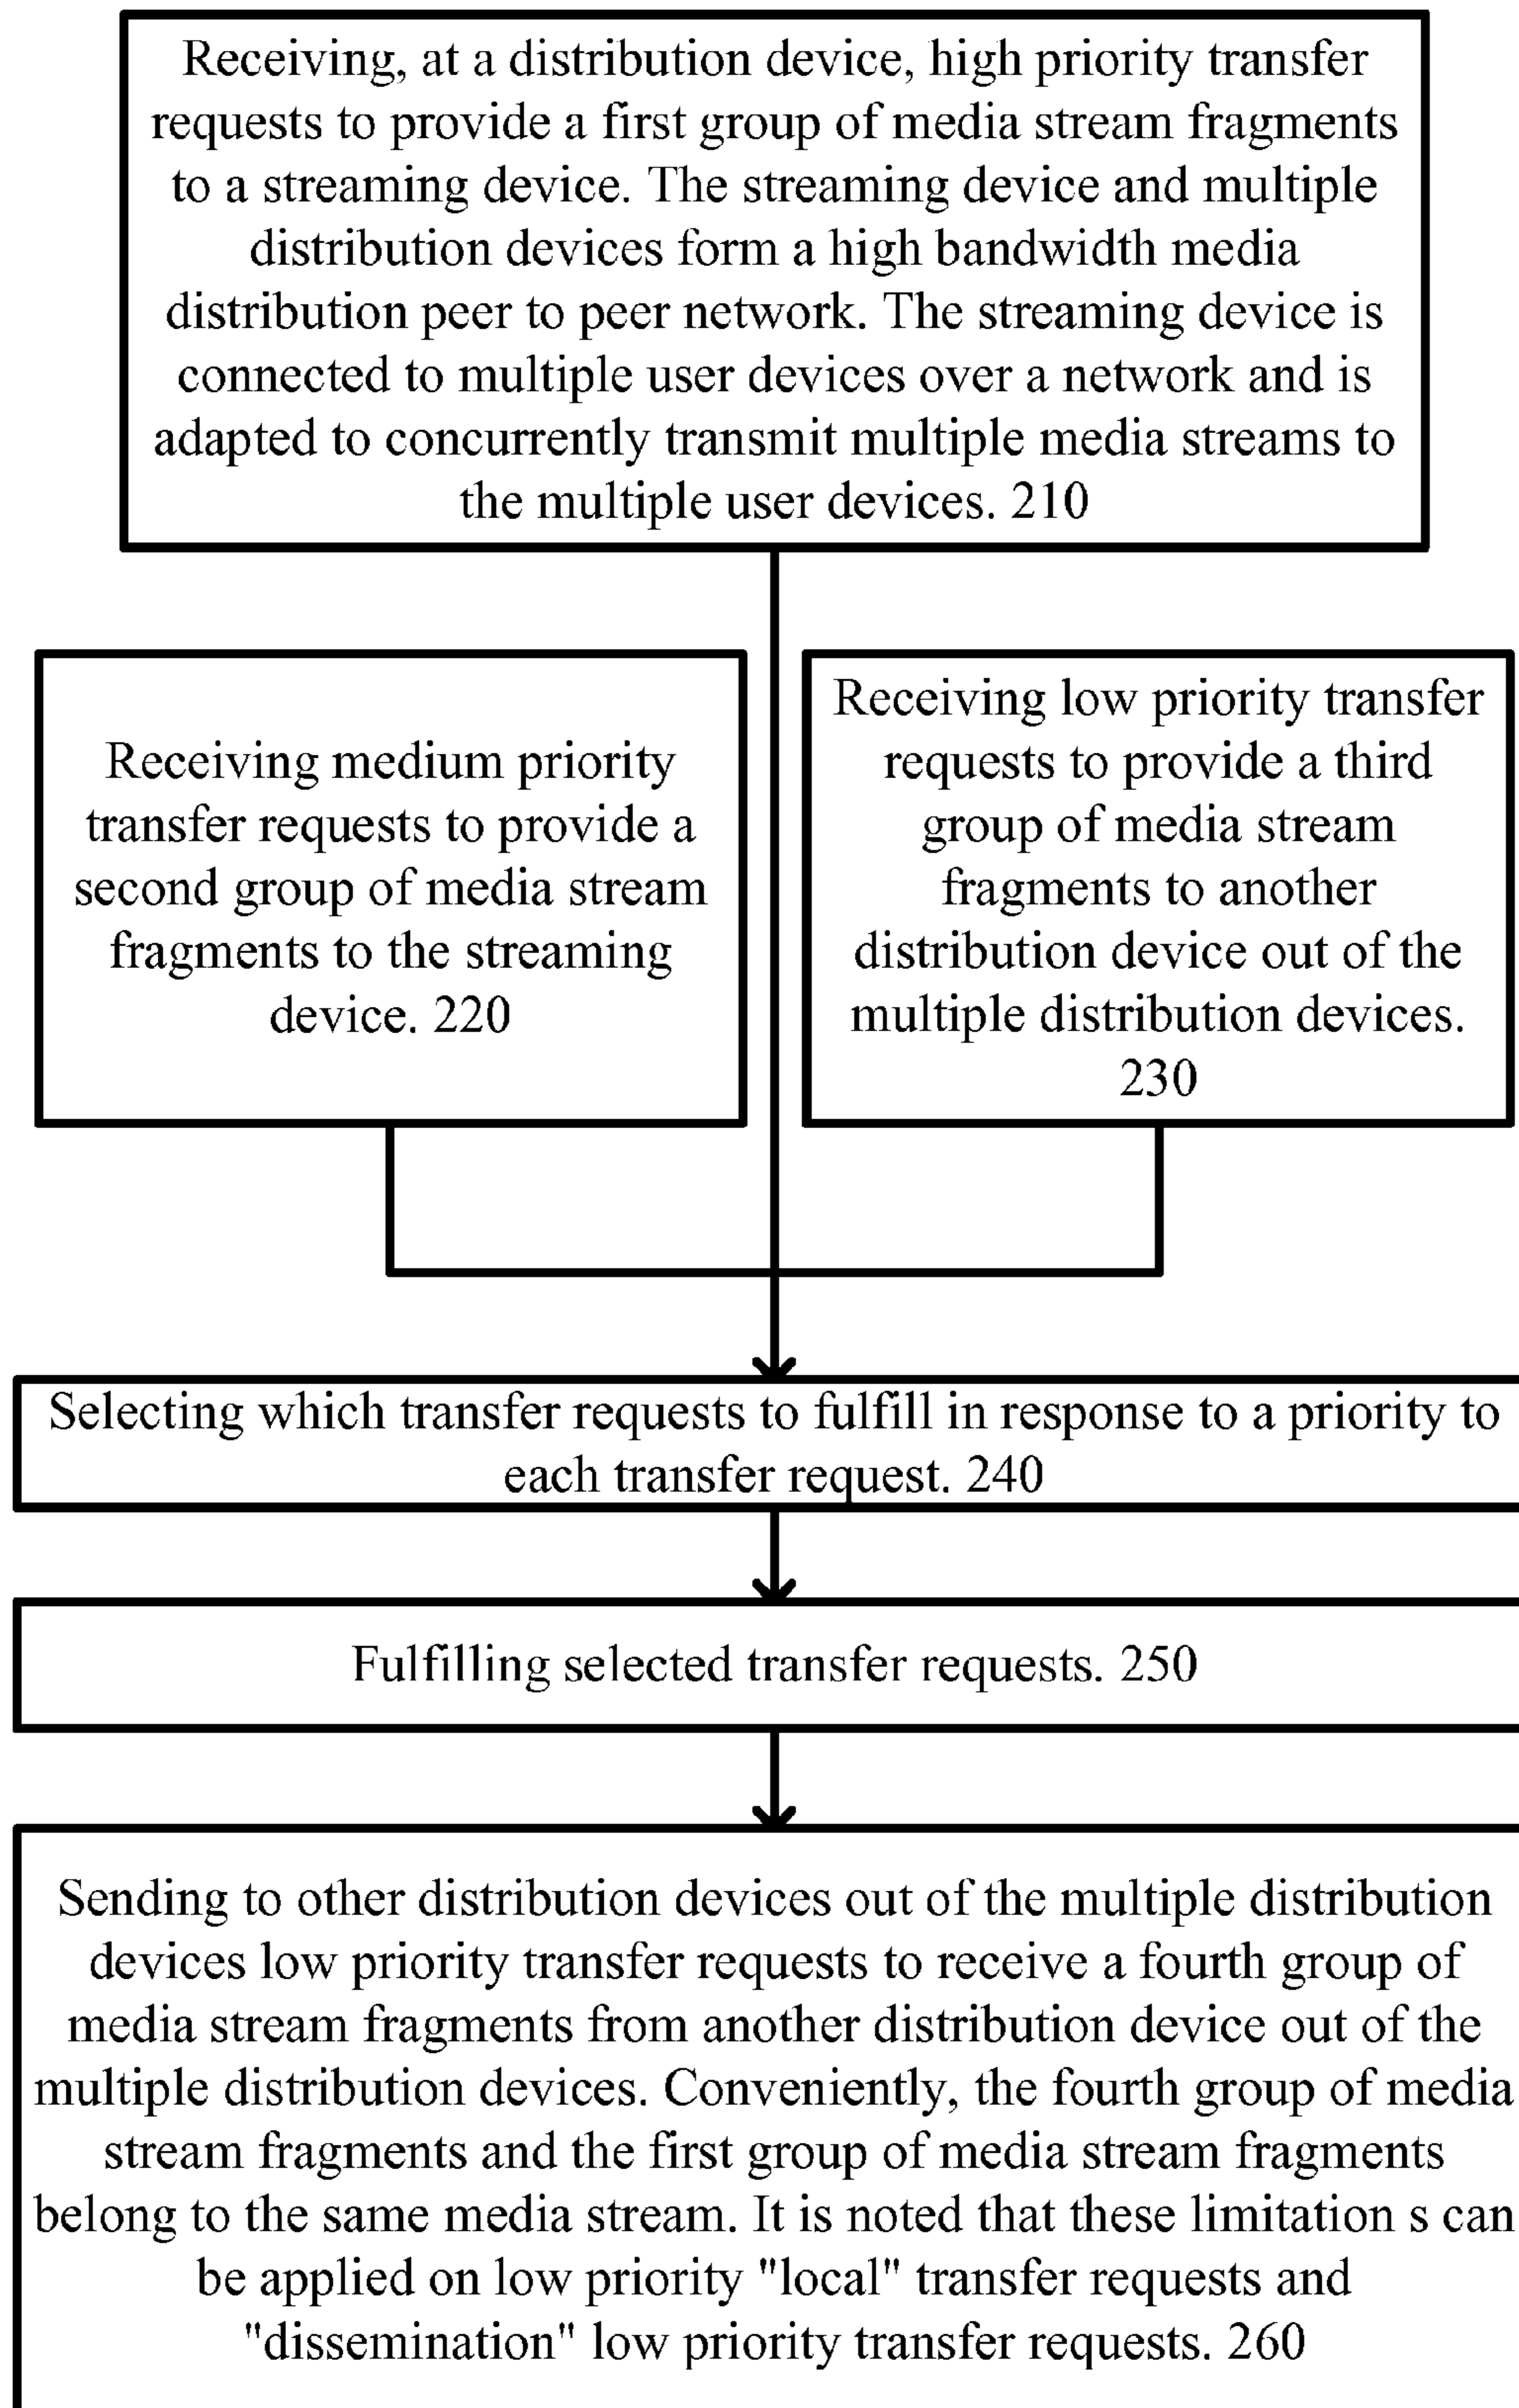 Receiving, at a distribution device, high priority transfer
requests to provide a first group of media stream fragments
to a streaming device. The streaming device and multiple
distribution devices form a high bandwidth media
distribution peer to peer network. The streaming device is
connected to multiple user devices over a network and is
adapted to concurrently transmit multiple media streams to
the multiple user devices. 210
Receiving medium priority
transfer requests to provide a
second group of media stream
fragments to the streaming
device. 220
Receiving low priority transfer
requests to provide a third
group of media stream
fragments to another
distribution device out of the
multiple distribution devices.
230
Selecting which transfer requests to fulfill in response to a priority to
each transfer request. 240
Fulfilling selected transfer requests. 250
Sending to other distribution devices out of the multiple distribution
devices low priority transfer requests to receive a fourth group of
media stream fragments from another distribution device out of the
multiple distribution devices. Conveniently, the fourth group of media
stream fragments and the first group of media stream fragments
belong to the same media stream. It is noted that these limitation s can
be applied on low priority "local" transfer requests and
"dissemination" low priority transfer requests. 260